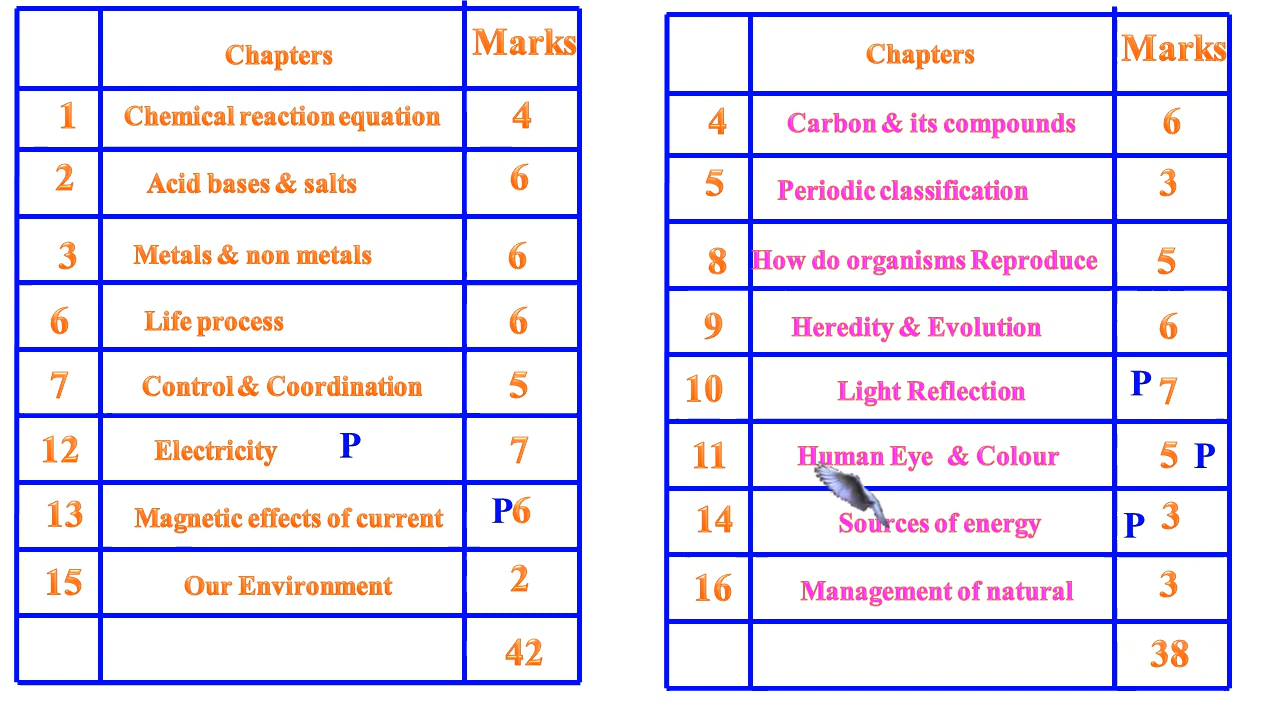 Chapters Marks
1 Chemical reaction equation 4
2 Acid bases & salts 6
3 Metals & non metals 6
6 Life process 6
7 Control & Coordination 5
12 Electricity P 7
13 Magnetic effects of current P 6
15 Our Environment 2
42
Chapters Marks
4 Carbon & its compounds 6
5 Periodic classification 3
8 How do organisms Reproduce 5
9 Heredity & Evolution 6
10 Light Reflection P 7
11 Human Eye & Colour 5 P
14 Sources of energy P 3
16 Management of natural 3
38